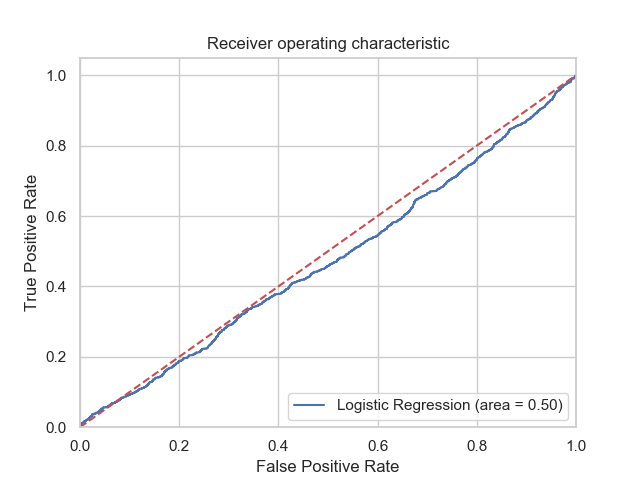 Receiver operating characteristic
True Positive Rate
1.0
0.8
0.6
0.4
0.2
0.0
Logistic Regression (area = 0.50)
0.0 0.2 0.4 0.6 0.8 1.0
False Positive Rate